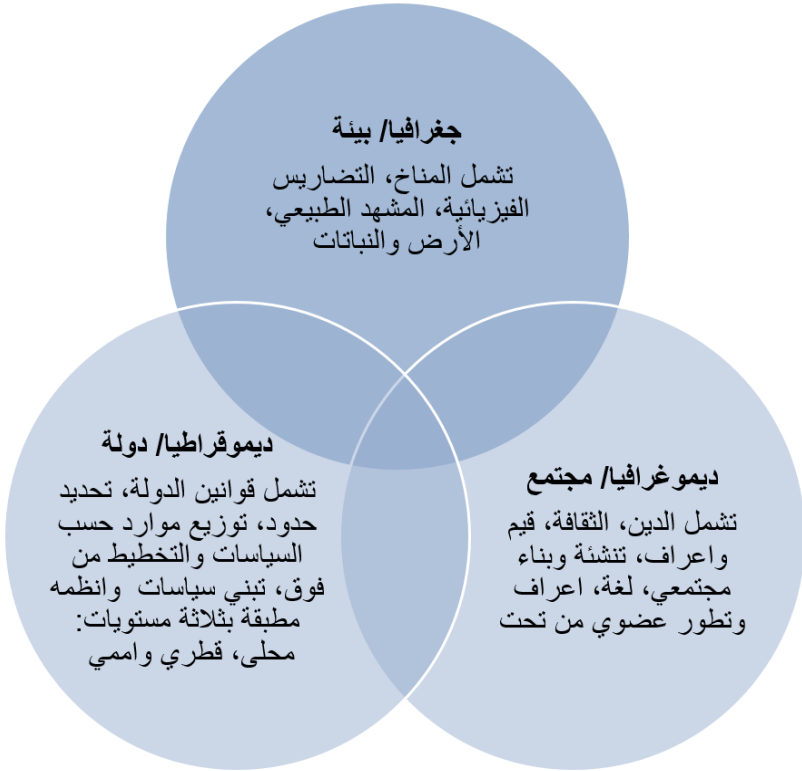 جغرافيا/ بيئة
تشمل المناخ، التضاريس
الفيزيائية، المشهد الطبيعي،
الأرض والنباتات
ديموقراطيا/ دولة
تشمل قوانين الدولة، تحديد
حدود، توزيع موارد حسب
السياسات والتخطيط من
فوق، تبني سياسات وانظمه
مطبقة بثلاثة مستويات:
محلى، قطري واممي
ديموغرافيا/ مجتمع
تشمل الدين، الثقافة، قيم
واعراف، تنشئة وبناء
مجتمعي، لغة، اعراف
وتطور عضوي من تحت